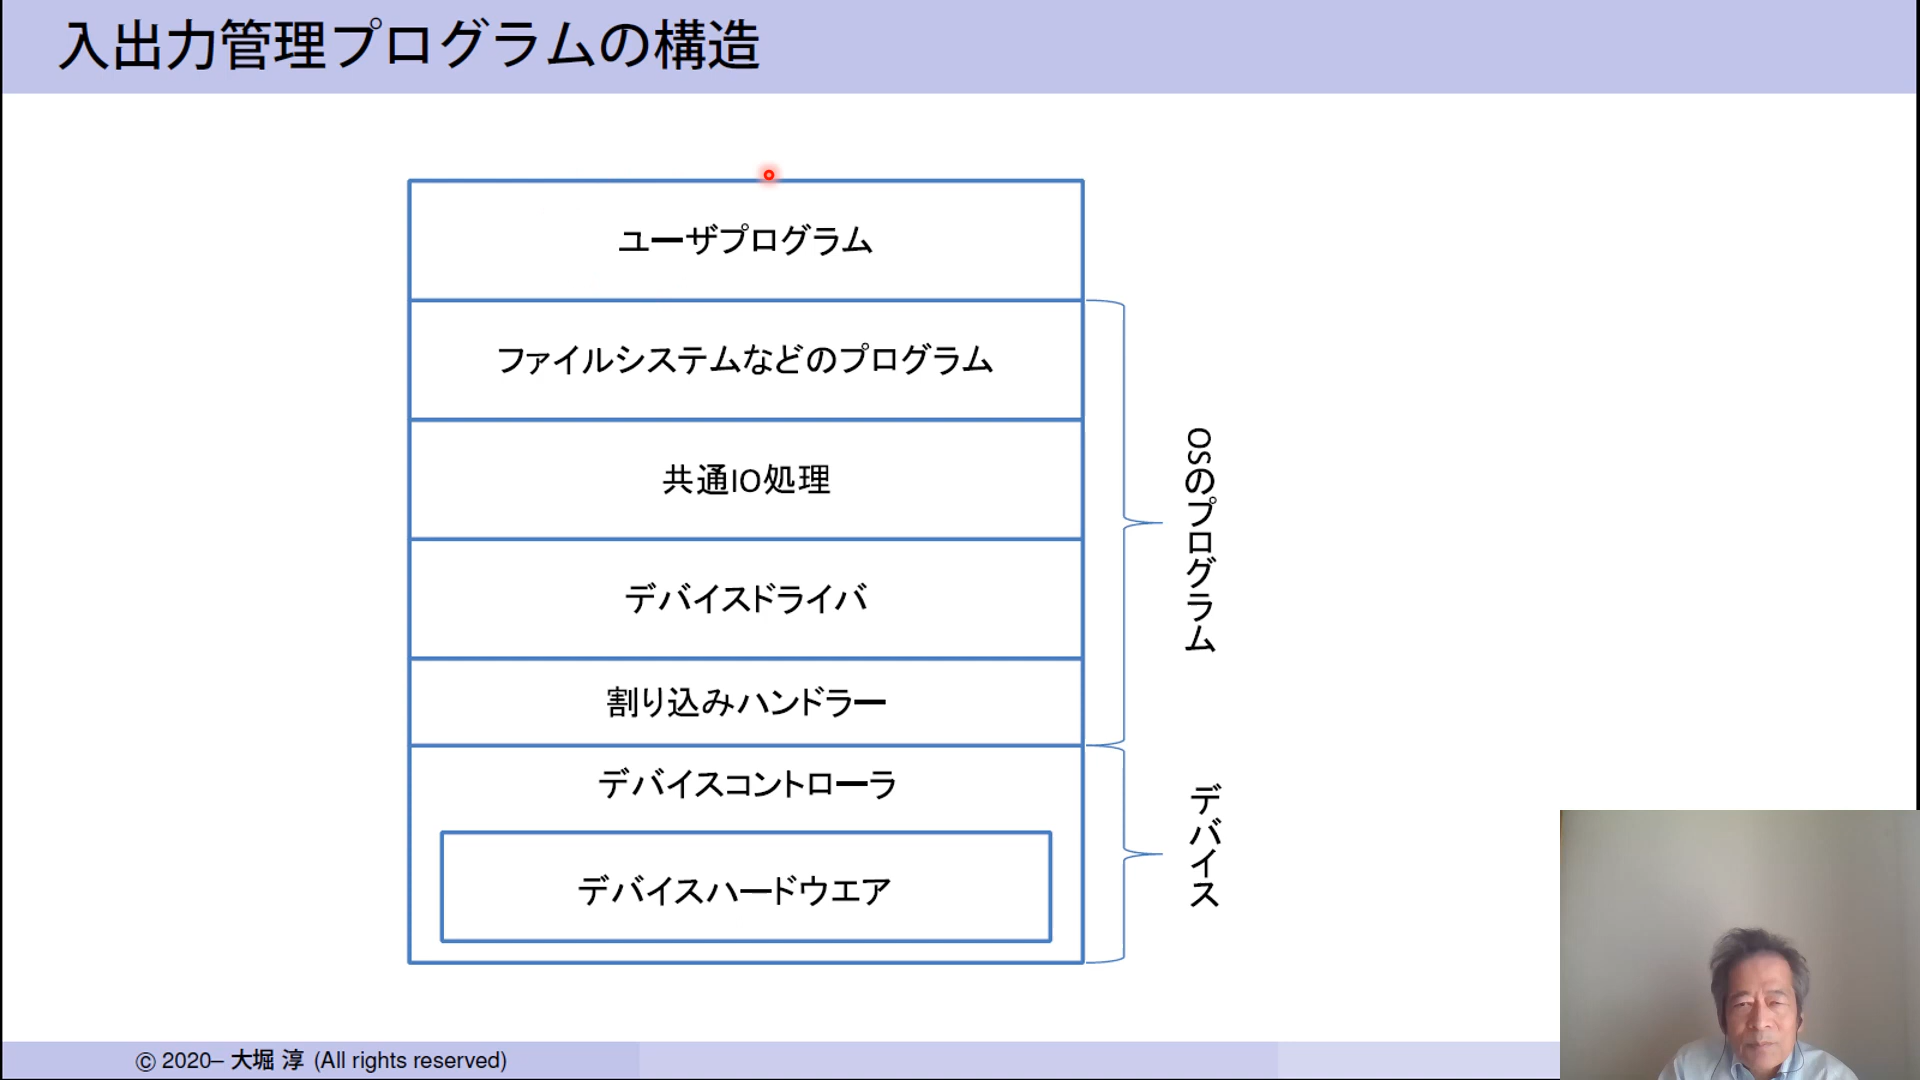 入出力管理プログラムの構造
ユーザプログラム
ファイルシステムなどのプログラム
共通IO処理
デバイスドライバ
割り込みハンドラー
デバイスコントローラ
デバイスハードウエア
OSのプログラム
デバイス
© 2020– 大堀 淳 (All rights reserved)